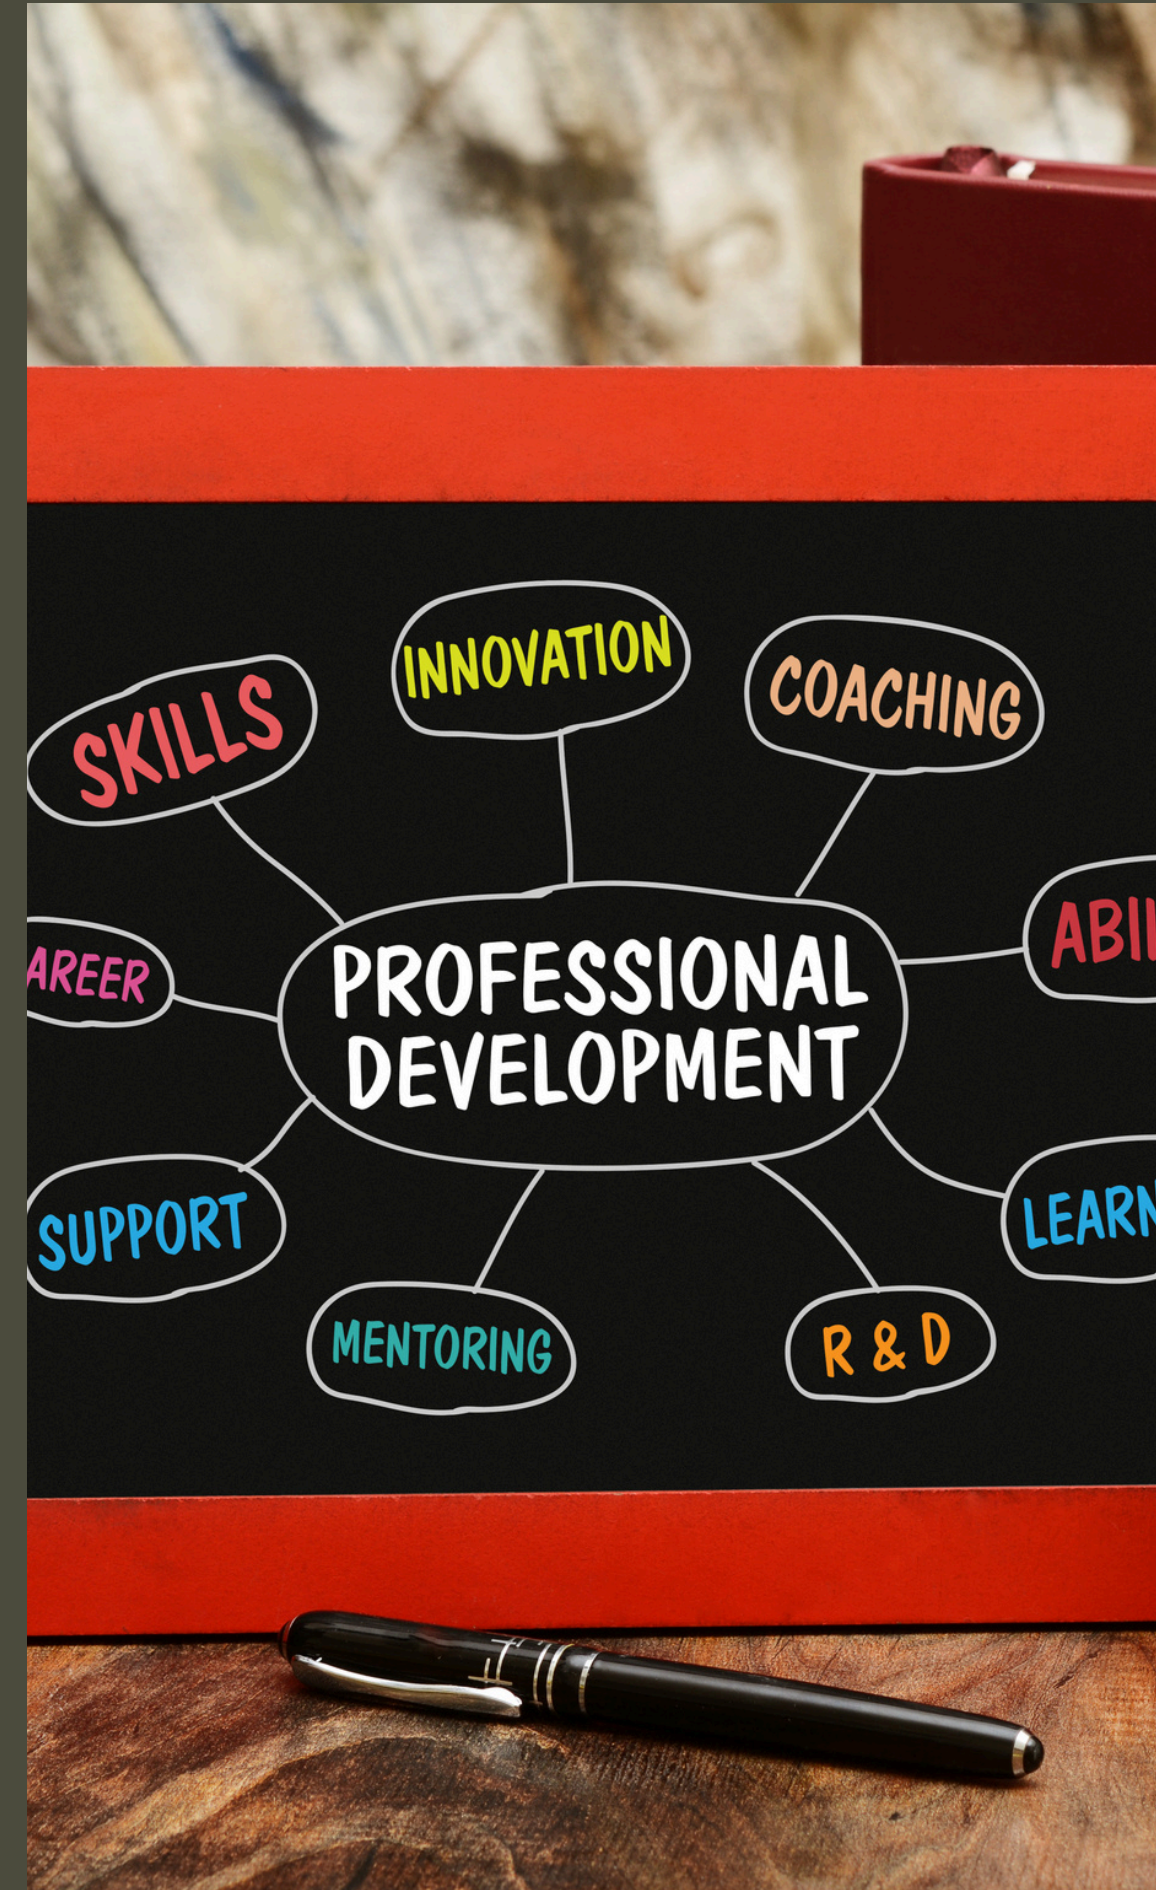 INNOVATION
SKILLS
COACHING
AREER
PROFESSIONAL
DEVELOPMENT
ABI
SUPPORT
LEARN
MENTORING
R & D